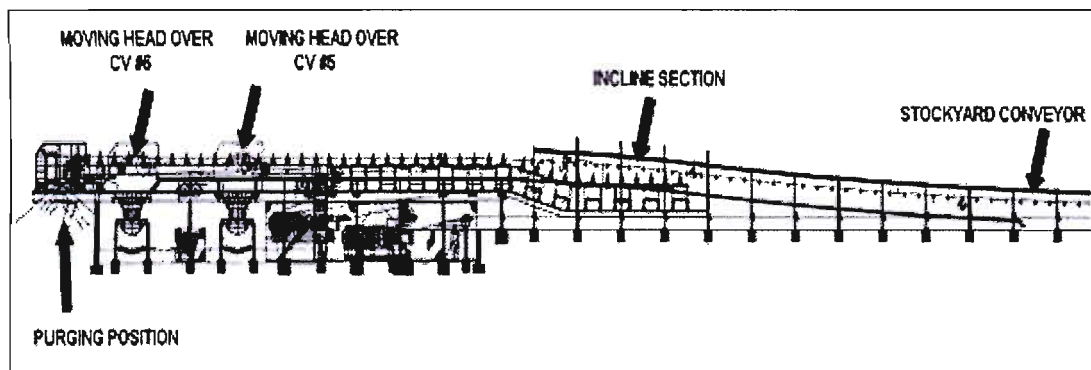 MOVING HEAD OVER
CV #6
MOVING HEAD OVER
CV #5
INCLINE SECTION
STOCKYARD CONVEYOR
PURGING POSITION